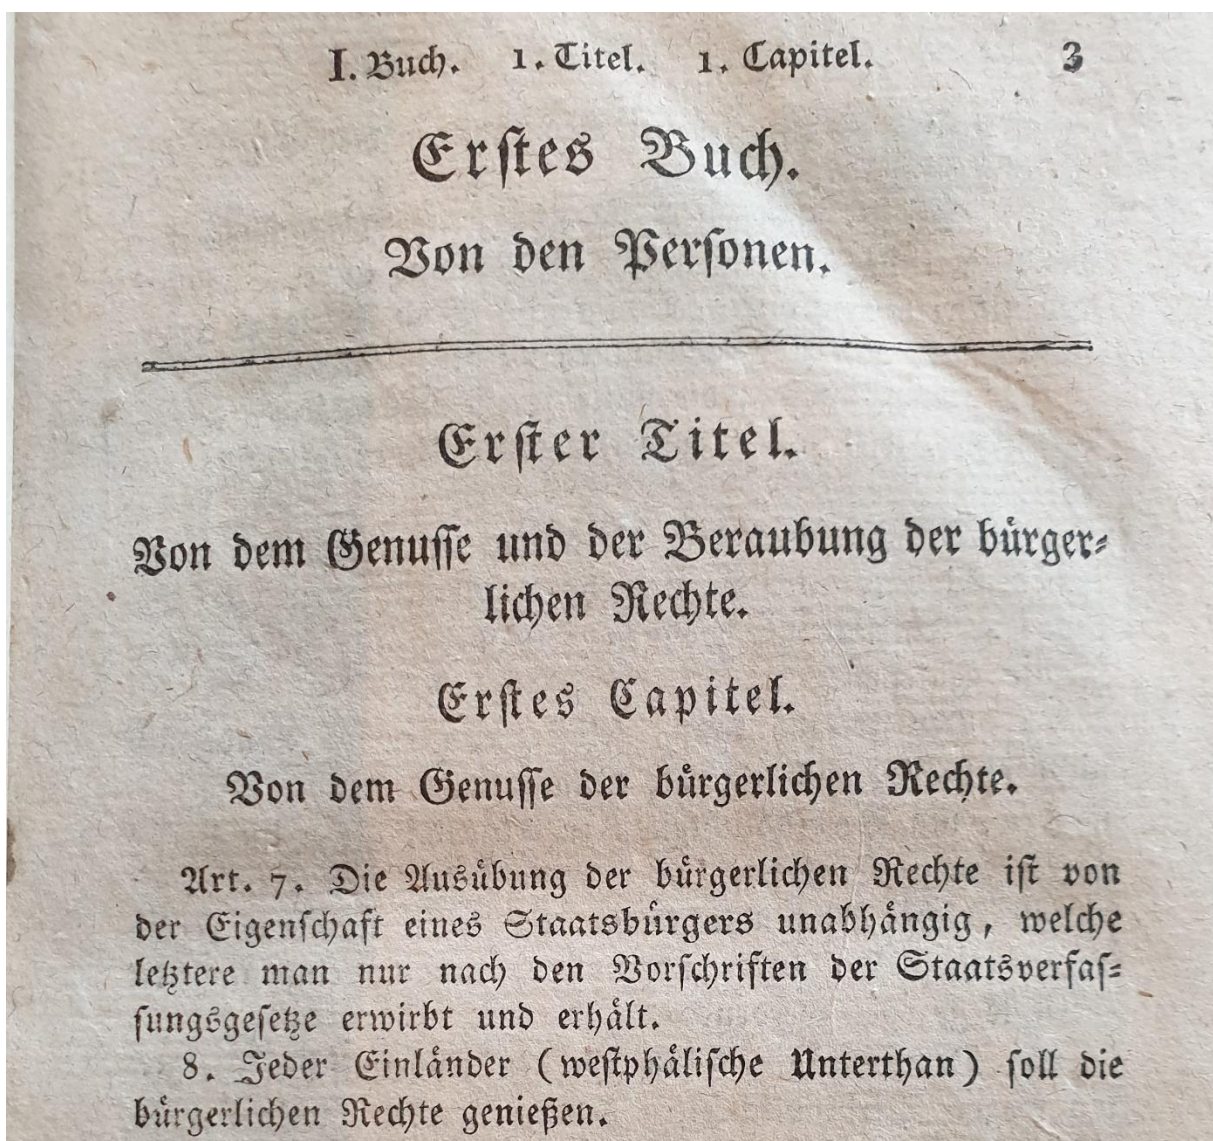 I. Buch. 1. Titel. 1. Capitel. 3
Erſtes Buch.
Von den Perſonen.
Erſter Titel.
Von dem Genuſſe und der Beraubung der bürger⸗
lichen Rechte.
Erſtes Capitel.
Von dem Genuſſe der bürgerlichen Rechte.
Art. 7. Die Ausübung der bürgerlichen Rechte iſt von
der Eigenſchaft eines Staatsbürgers unabhängig, welche
letztere man nur nach den Vorſchriften der Staatsverfaſ⸗
ſungsgeſetze erwirbt und erhält.
8. Jeder Einländer (weſtphäliſche Unterthan) ſoll die
bürgerlichen Rechte genießen.